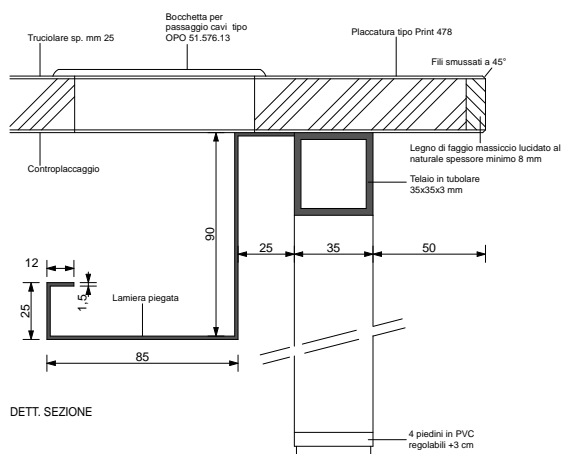 Bocchetta per
passaggio cavi tipo
OPO 51.576.13
Truciolare sp. mm 25
Placcatura tipo Print 478
Fili smussati a 45°
Legno di faggio massiccio lucidato al
naturale spessore minimo 8 mm
Controplaccaggio
Telaio in tubolare
35x35x3 mm
90
25
35
50
12
25
1,5
Lamiera piegata
85
DETT. SEZIONE
4 piedini in PVC
regolabili +3 cm